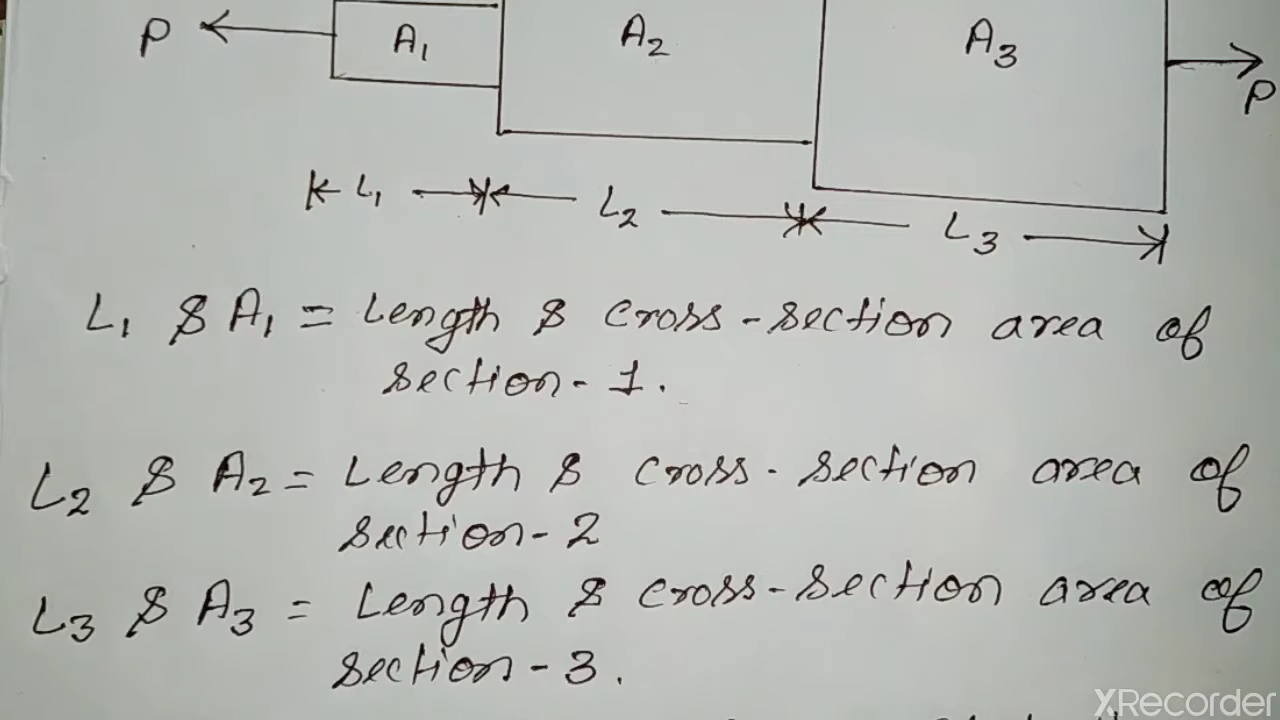 P A₁ A₂ A₃ P
L₁ L₂ L₃
L₁ & A₁ = Length & cross-section area of
section-1.
L₂ & A₂ = Length & cross-section area of
section-2
L₃ & A₃ = Length & cross-section area of
section-3.
XRecorder